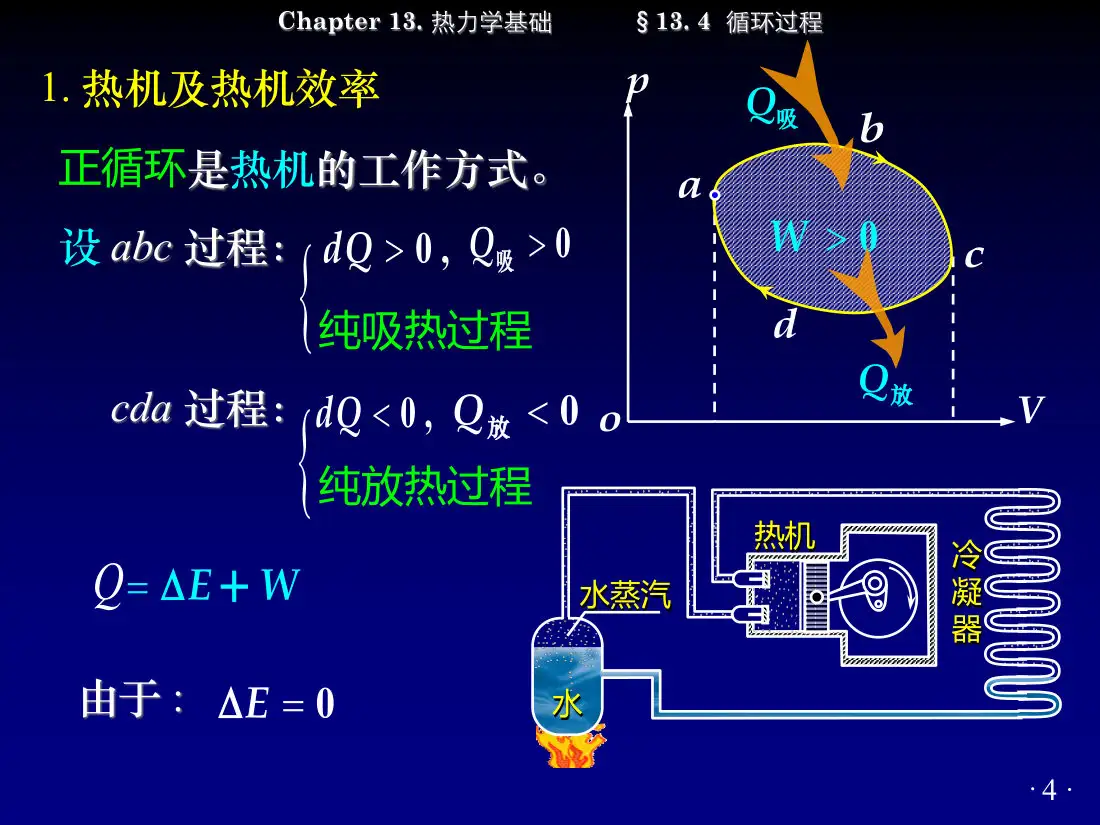 Chapter 13. 热力学基础 §13. 4 循环过程
1. 热机及热机效率
正循环是热机的工作方式。
设 abc 过程: dQ > 0 , Q吸 > 0
纯吸热过程
cda 过程: dQ < 0 , Q放 < 0
纯放热过程
Q = ΔE + W
由于 : ΔE = 0
p
Q吸
b
a
W > 0
c
d
Q放
o
V
热机
冷凝器
水蒸汽
水
· 4 ·